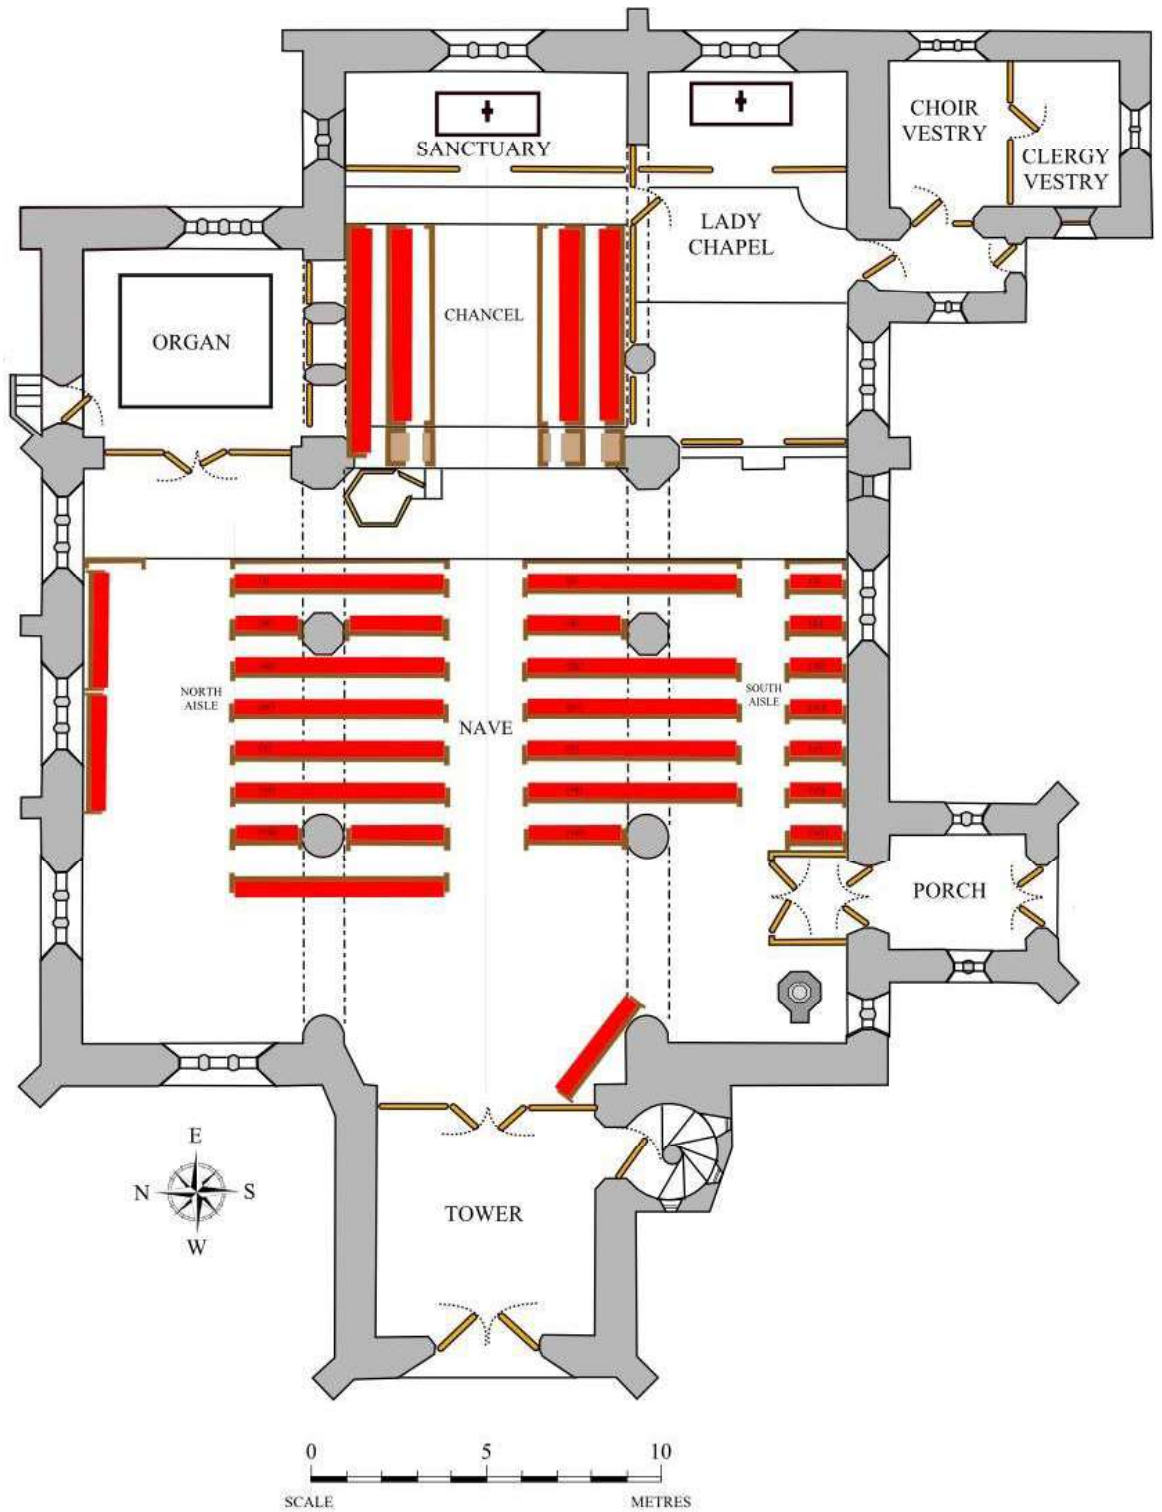 SANCTUARY
CHOIR
VESTRY
CLERGY
VESTRY
LADY
CHAPEL
ORGAN
CHANCEL
NORTH
AISLE
NAVE
SOUTH
AISLE
PORCH
TOWER
E
N
S
W
0
5
10
SCALE
METRES